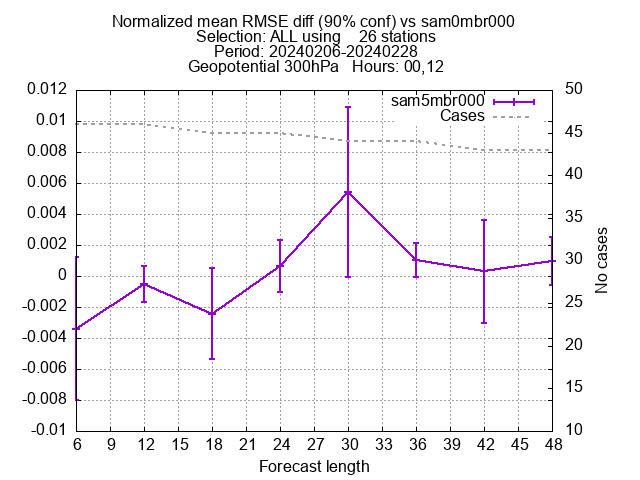 Normalized mean RMSE diff (90% conf) vs sam0mbr000
Selection: ALL using    26 stations
Period: 20240206-20240228
Geopotential 300hPa   Hours: 00,12
sam5mbr000
Cases
0.012
0.01
0.008
0.006
0.004
0.002
0
-0.002
-0.004
-0.006
-0.008
-0.01
50
45
40
35
30
25
20
15
10
No cases
6 9 12 15 18 21 24 27 30 33 36 39 42 45 48
Forecast length